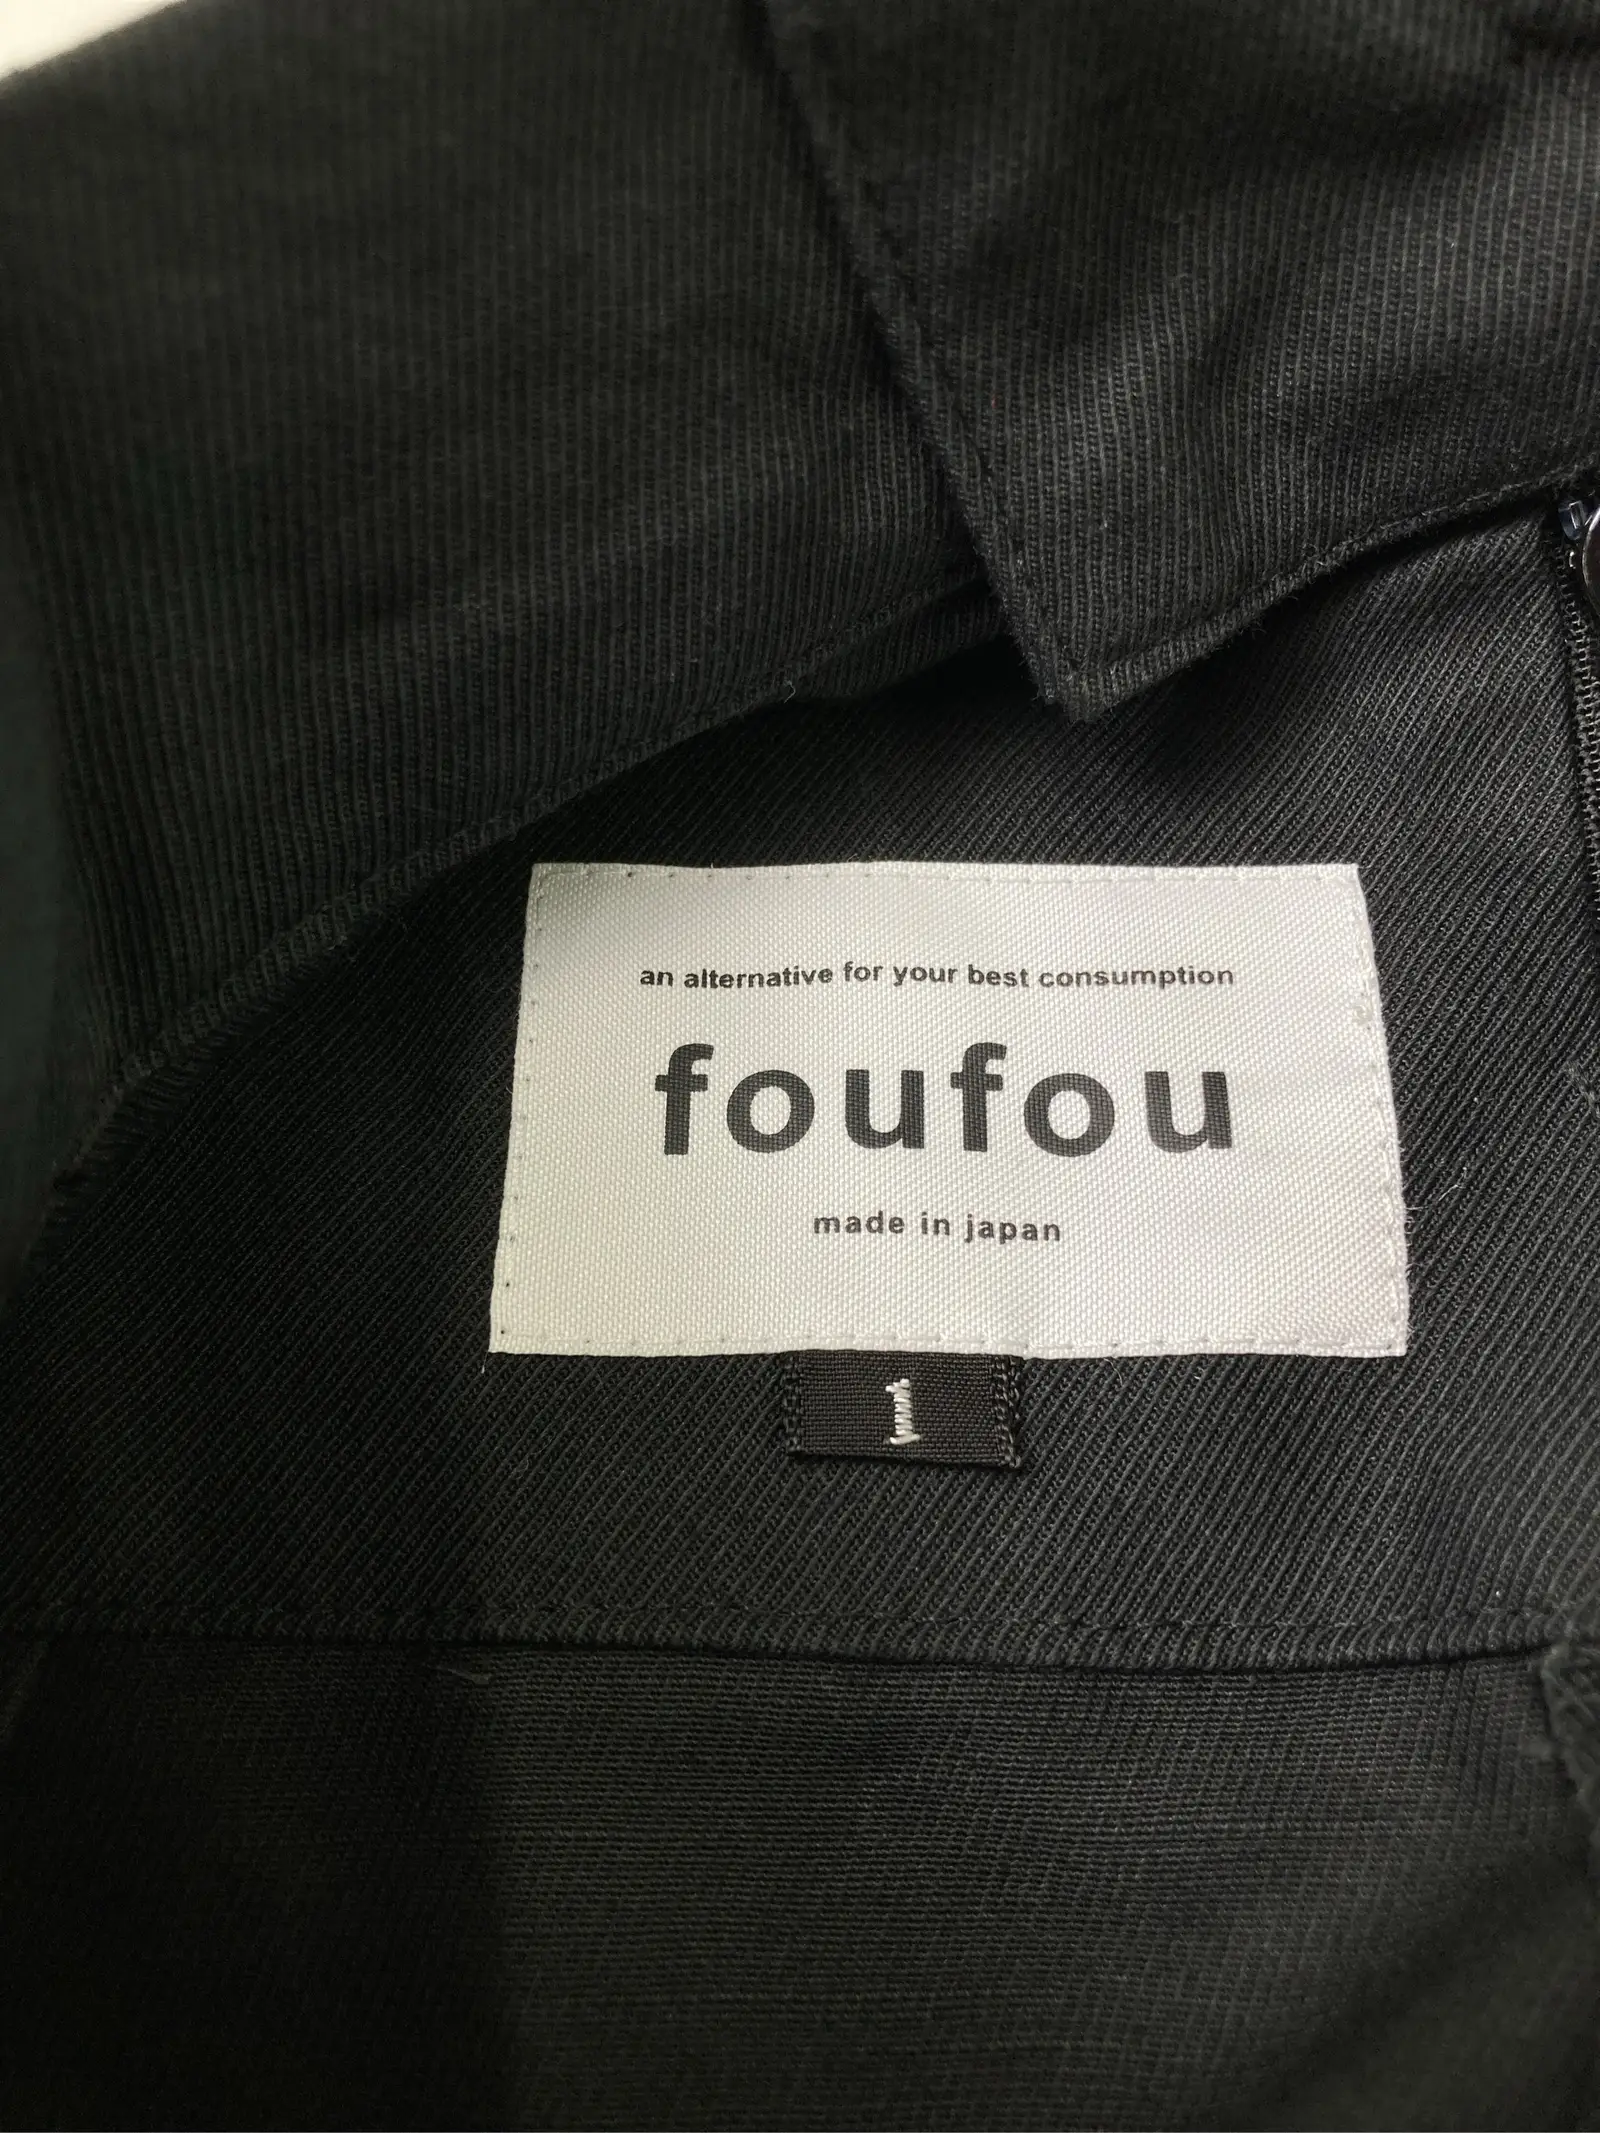 an alternative for your best consumption
foufou
made in japan
1